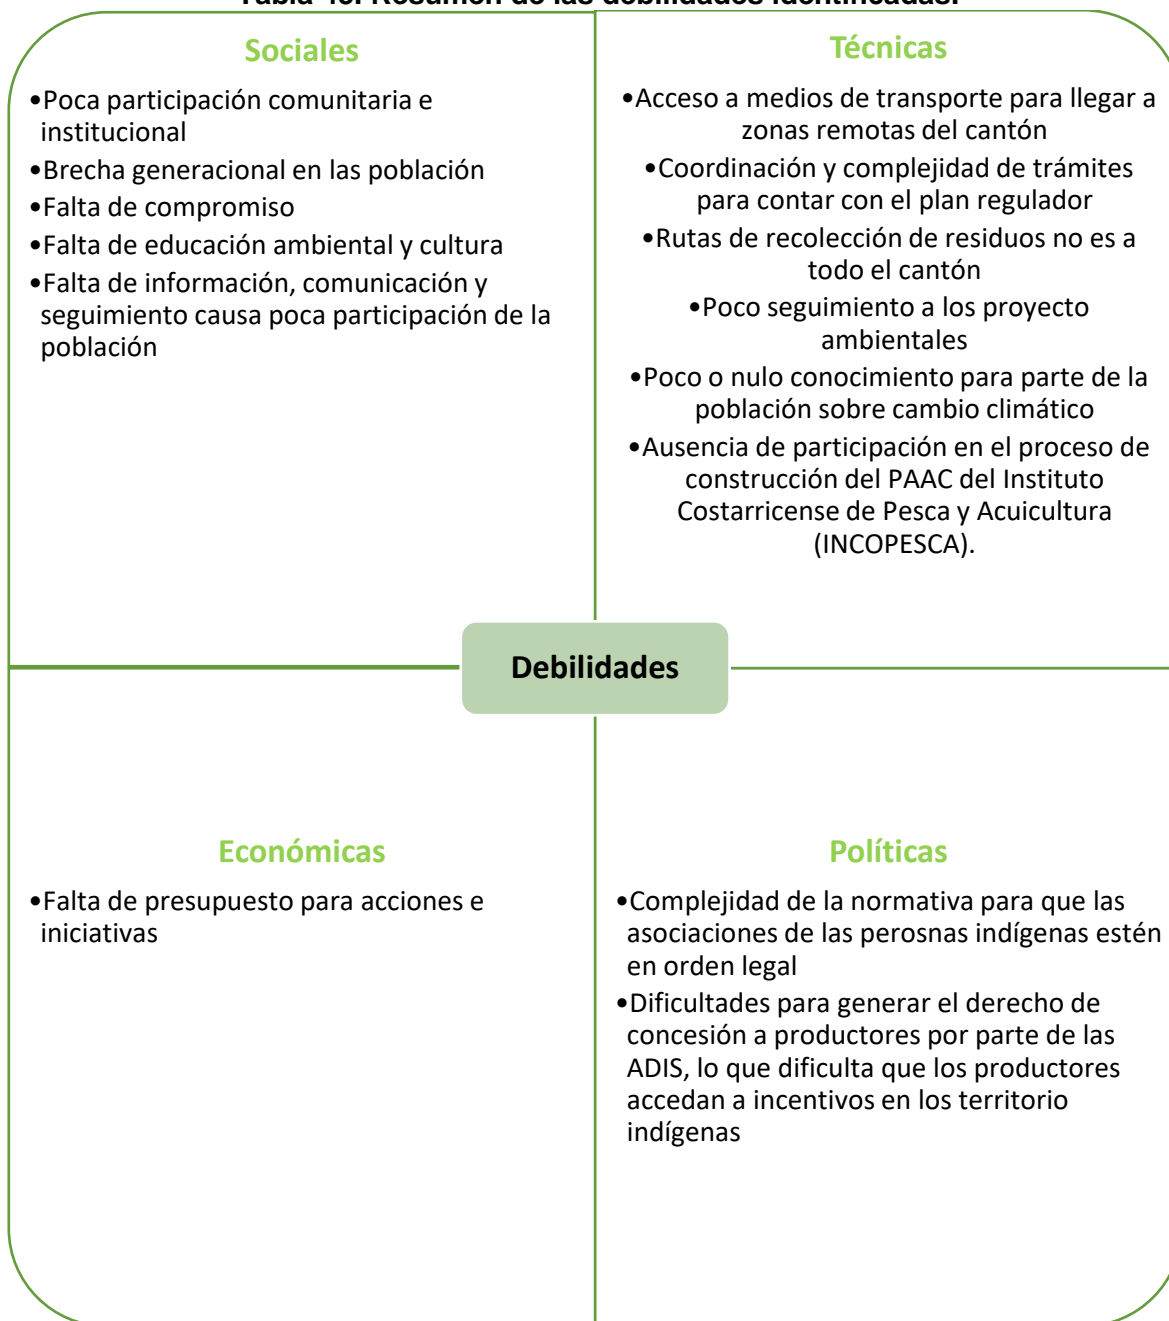 Tabla 43. Resumen de las debilidades identificadas.
Sociales
•Poca participación comunitaria e
institucional
•Brecha generacional en las población
•Falta de compromiso
•Falta de educación ambiental y cultura
•Falta de información, comunicación y
seguimiento causa poca participación de la
población
Técnicas
•Acceso a medios de transporte para llegar a
zonas remotas del cantón
•Coordinación y complejidad de trámites
para contar con el plan regulador
•Rutas de recolección de residuos no es a
todo el cantón
•Poco seguimiento a los proyecto
ambientales
•Poco o nulo conocimiento para parte de la
población sobre cambio climático
•Ausencia de participación en el proceso de
construcción del PAAC del Instituto
Costarricense de Pesca y Acuicultura
(INCOPESCA).
Debilidades
Económicas
•Falta de presupuesto para acciones e
iniciativas
Políticas
•Complejidad de la normativa para que las
asociaciones de las perosnas indígenas estén
en orden legal
•Dificultades para generar el derecho de
concesión a productores por parte de las
ADIS, lo que dificulta que los productores
accedan a incentivos en los territorio
indígenas